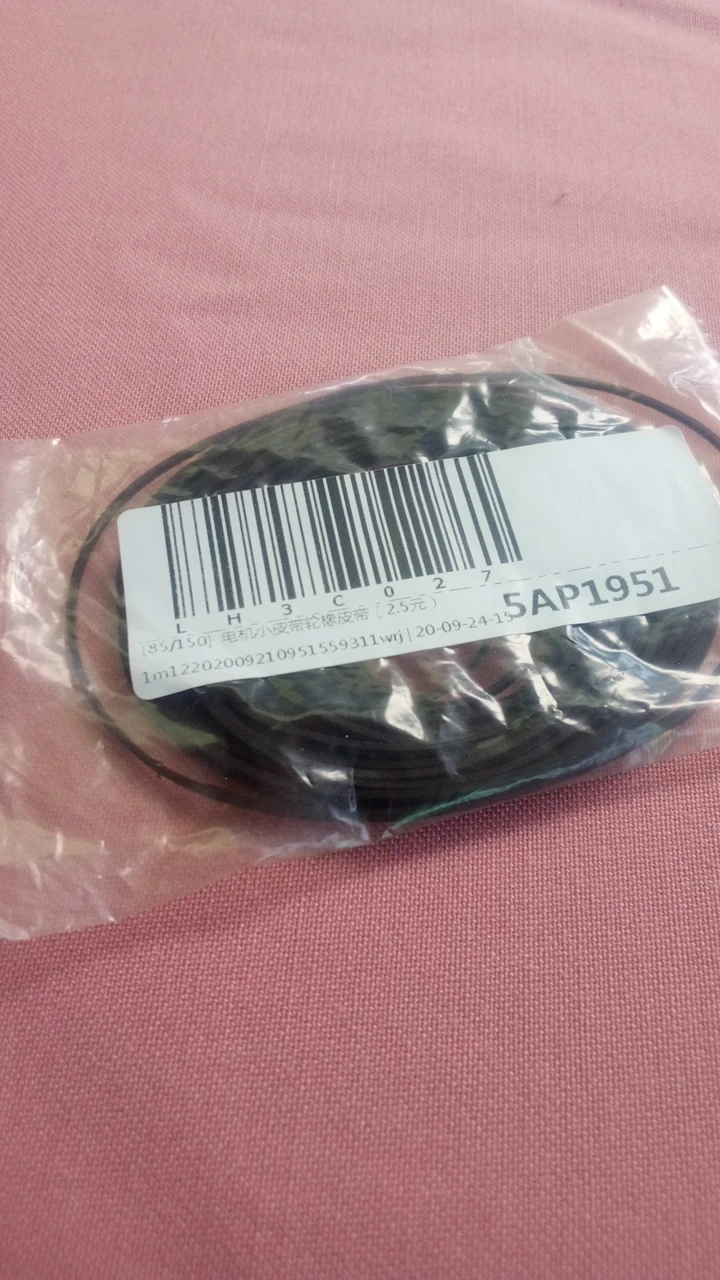 L H 3 C 0 2 7
[85/150] 电机小皮带轮橡皮带（2.5元）
5AP1951
1m12202009210951559311wrj | 20-09-24-15